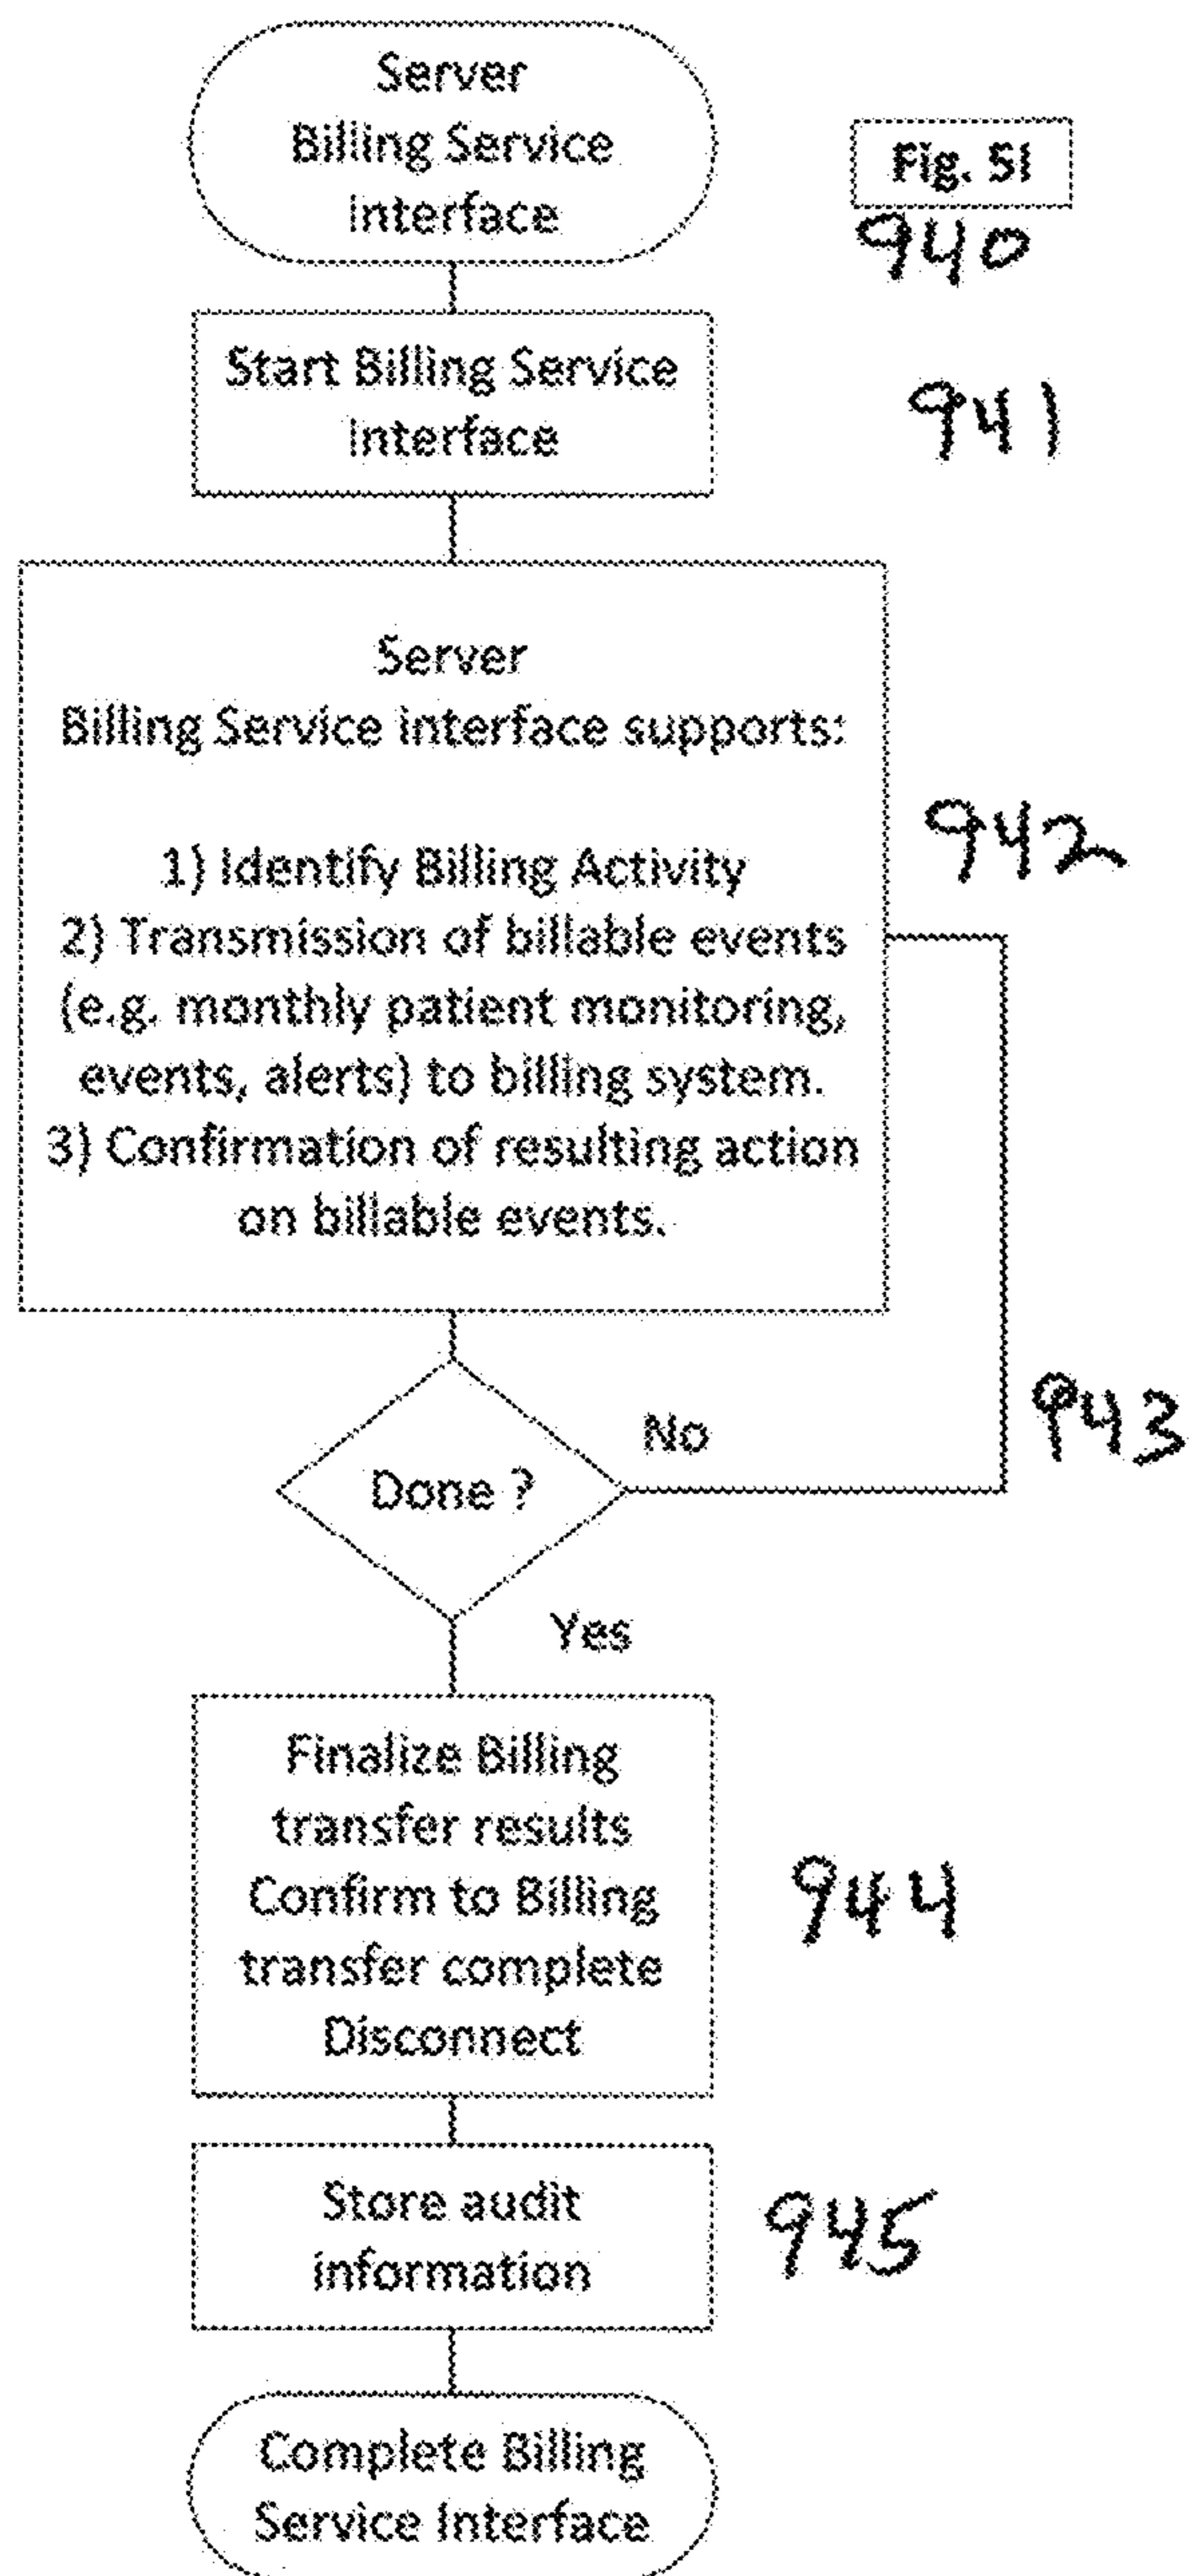 Server
Billing Service
Interface
Fig. 5I
940
Start Billing Service
Interface
941
Server
Billing Service interface supports:
1) Identify Billing Activity
2) Transmission of billable events
(e.g. monthly patient monitoring,
events, alerts) to billing system.
3) Confirmation of resulting action
on billable events.
942
Done ?
No
943
Yes
Finalize Billing
transfer results
Confirm to Billing
transfer complete
Disconnect
944
Store audit
information
945
Complete Billing
Service Interface